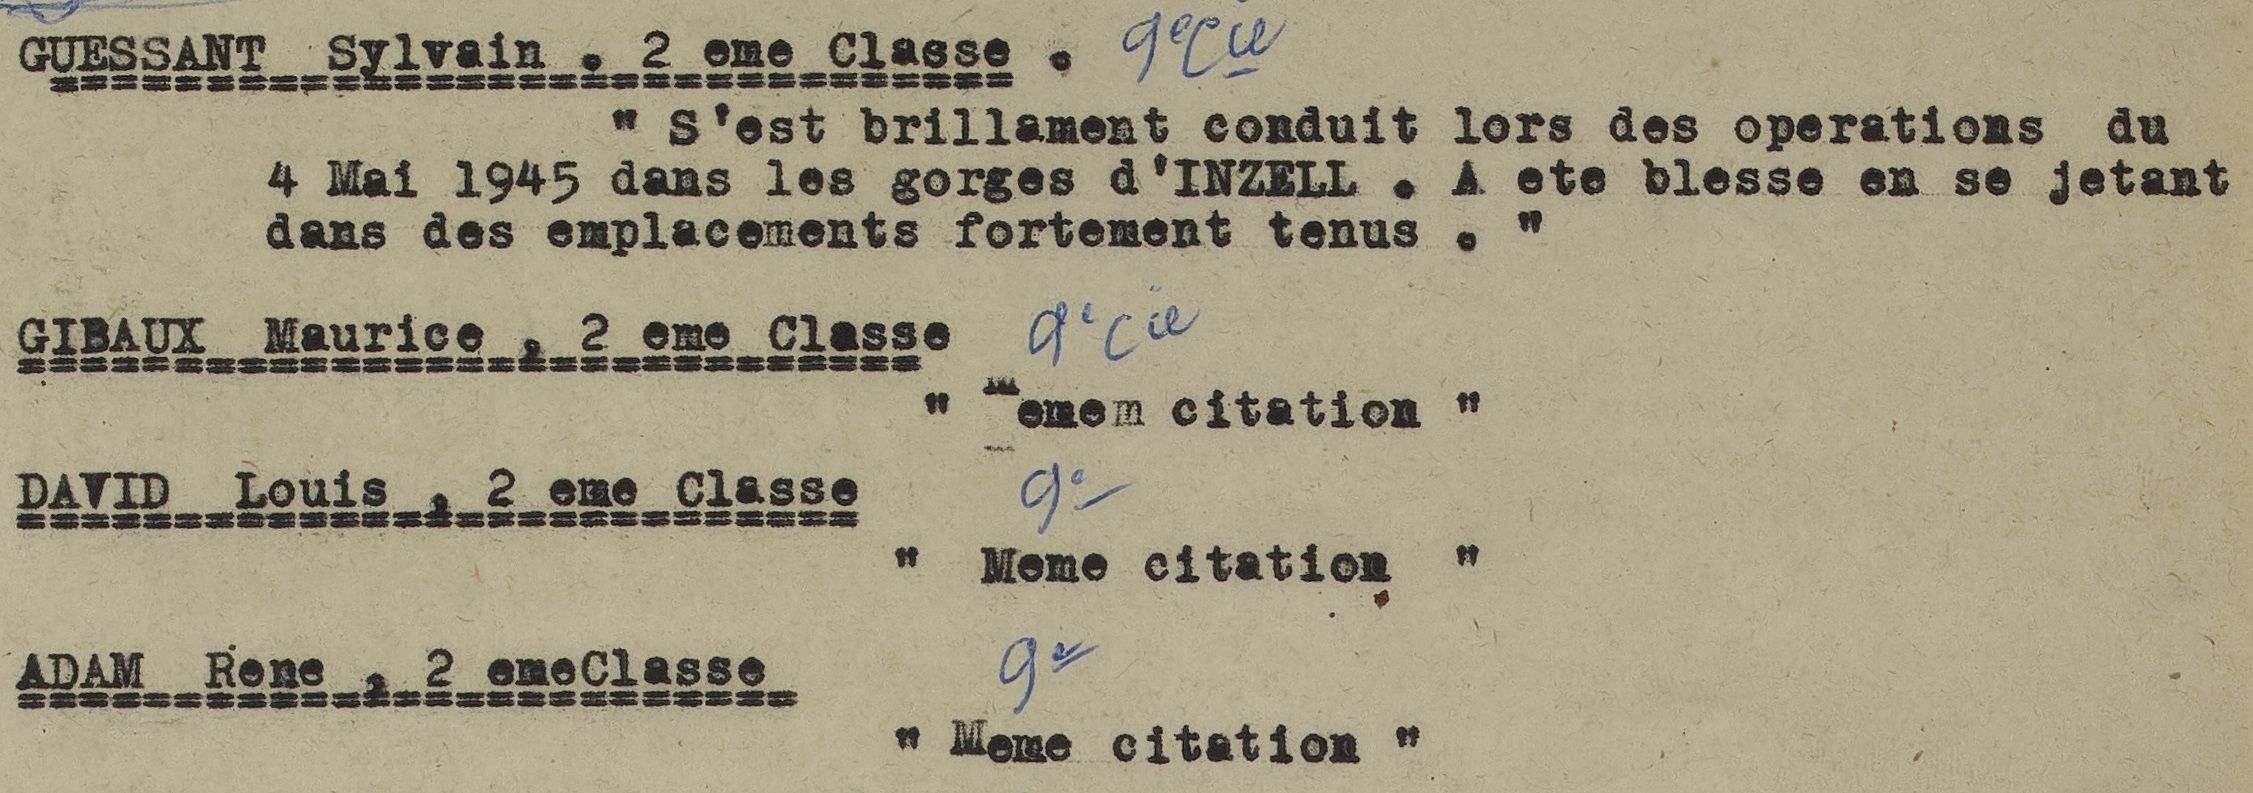 GUESSANT Sylvain . 2 eme Classe . 9e Cie
" S'est brillament conduit lors des operations du
4 Mai 1945 dans les gorges d'INZELL . A ete blesse en se jetant
dans des emplacements fortement tenus . "
GIBAUX Maurice , 2 eme Classe 9e Cie
" memem citation "
DAVID Louis , 2 eme Classe 9e
" Meme citation "
ADAM Rene , 2 emeClasse 9e
" Meme citation "